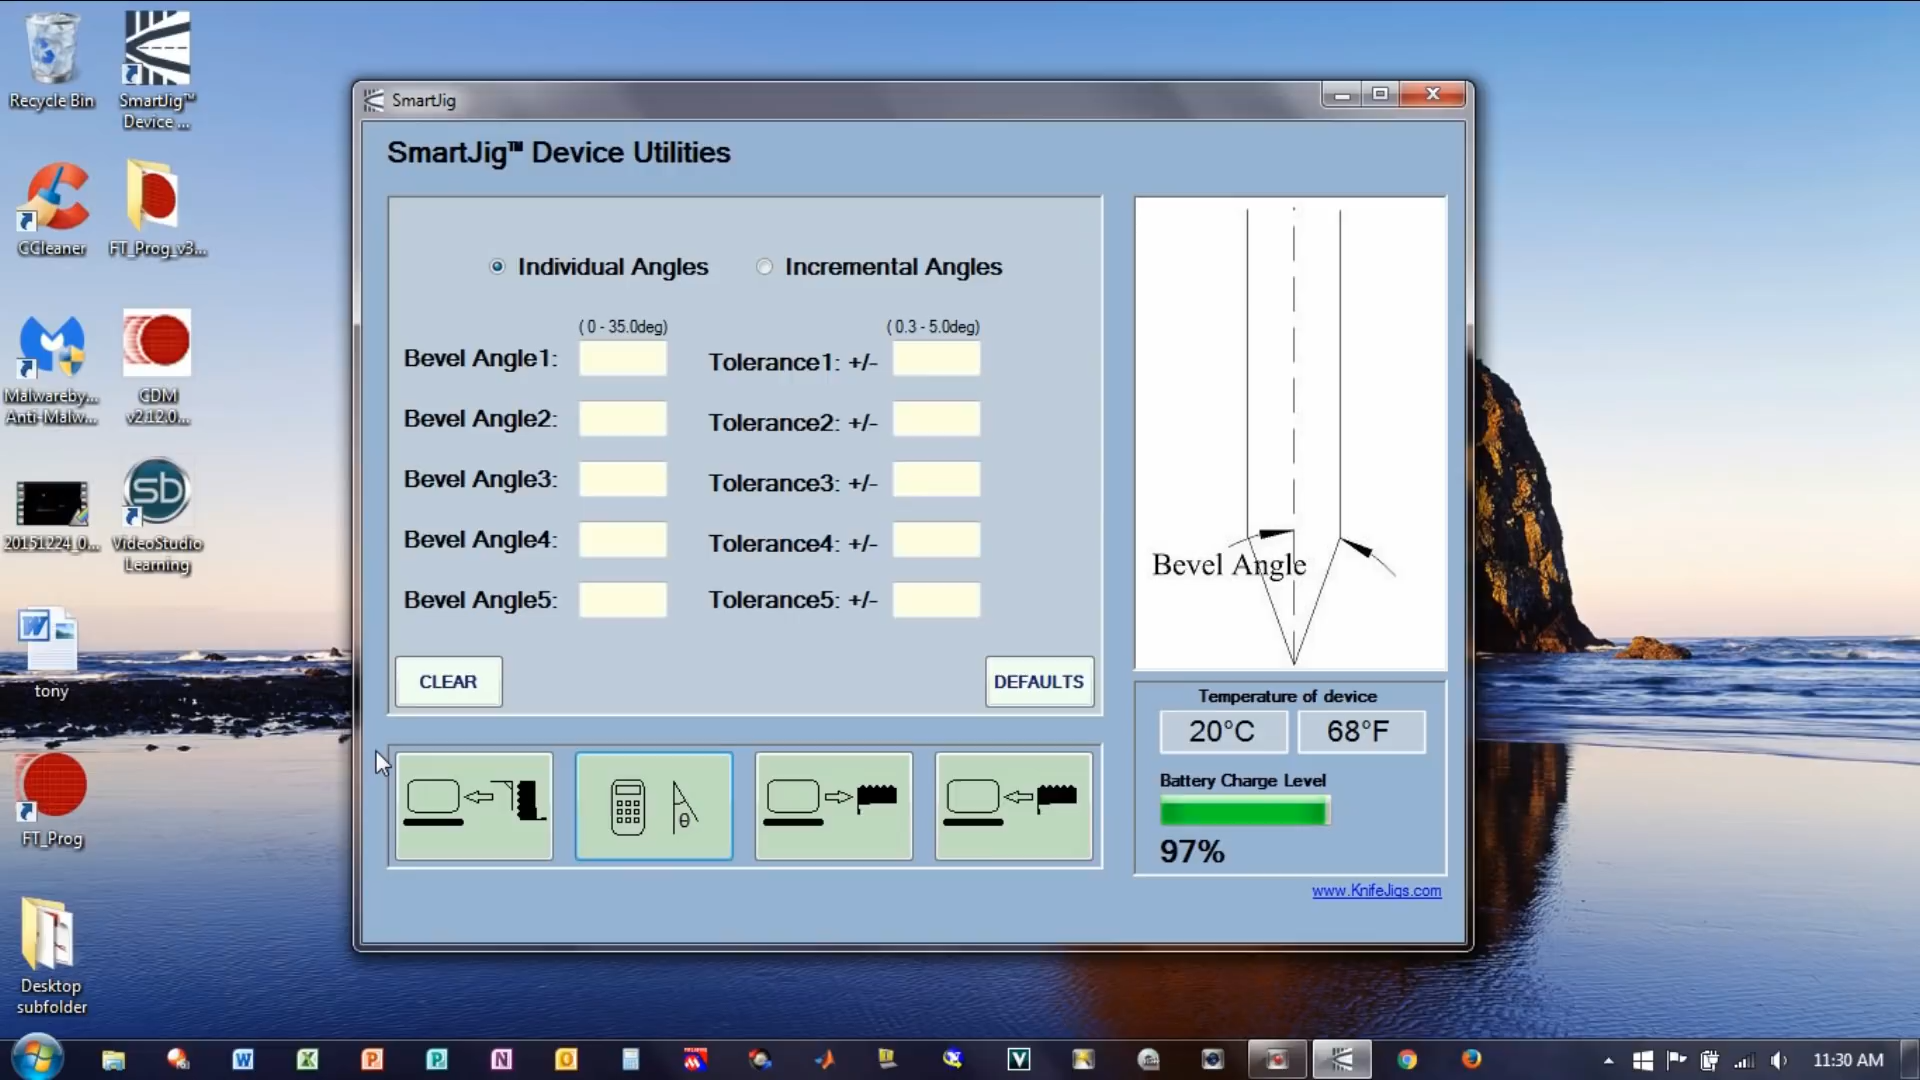 Recycle Bin
SmartJig™
Device ...
CCleaner
FT_Prog_v3...
Malwareby...
Anti-Malw...
CDM
v2.12.0...
20151224_0...
VideoStudio
Learning
tony
FT_Prog
Desktop
subfolder
SmartJig
SmartJig™ Device Utilities
Individual Angles
Incremental Angles
( 0 - 35.0deg)
( 0.3 - 5.0deg)
Bevel Angle1:
Tolerance1: +/-
Bevel Angle2:
Tolerance2: +/-
Bevel Angle3:
Tolerance3: +/-
Bevel Angle4:
Tolerance4: +/-
Bevel Angle5:
Tolerance5: +/-
CLEAR
DEFAULTS
θ
Bevel Angle
Temperature of device
20°C
68°F
Battery Charge Level
97%
www.KnifeJigs.com
11:30 AM